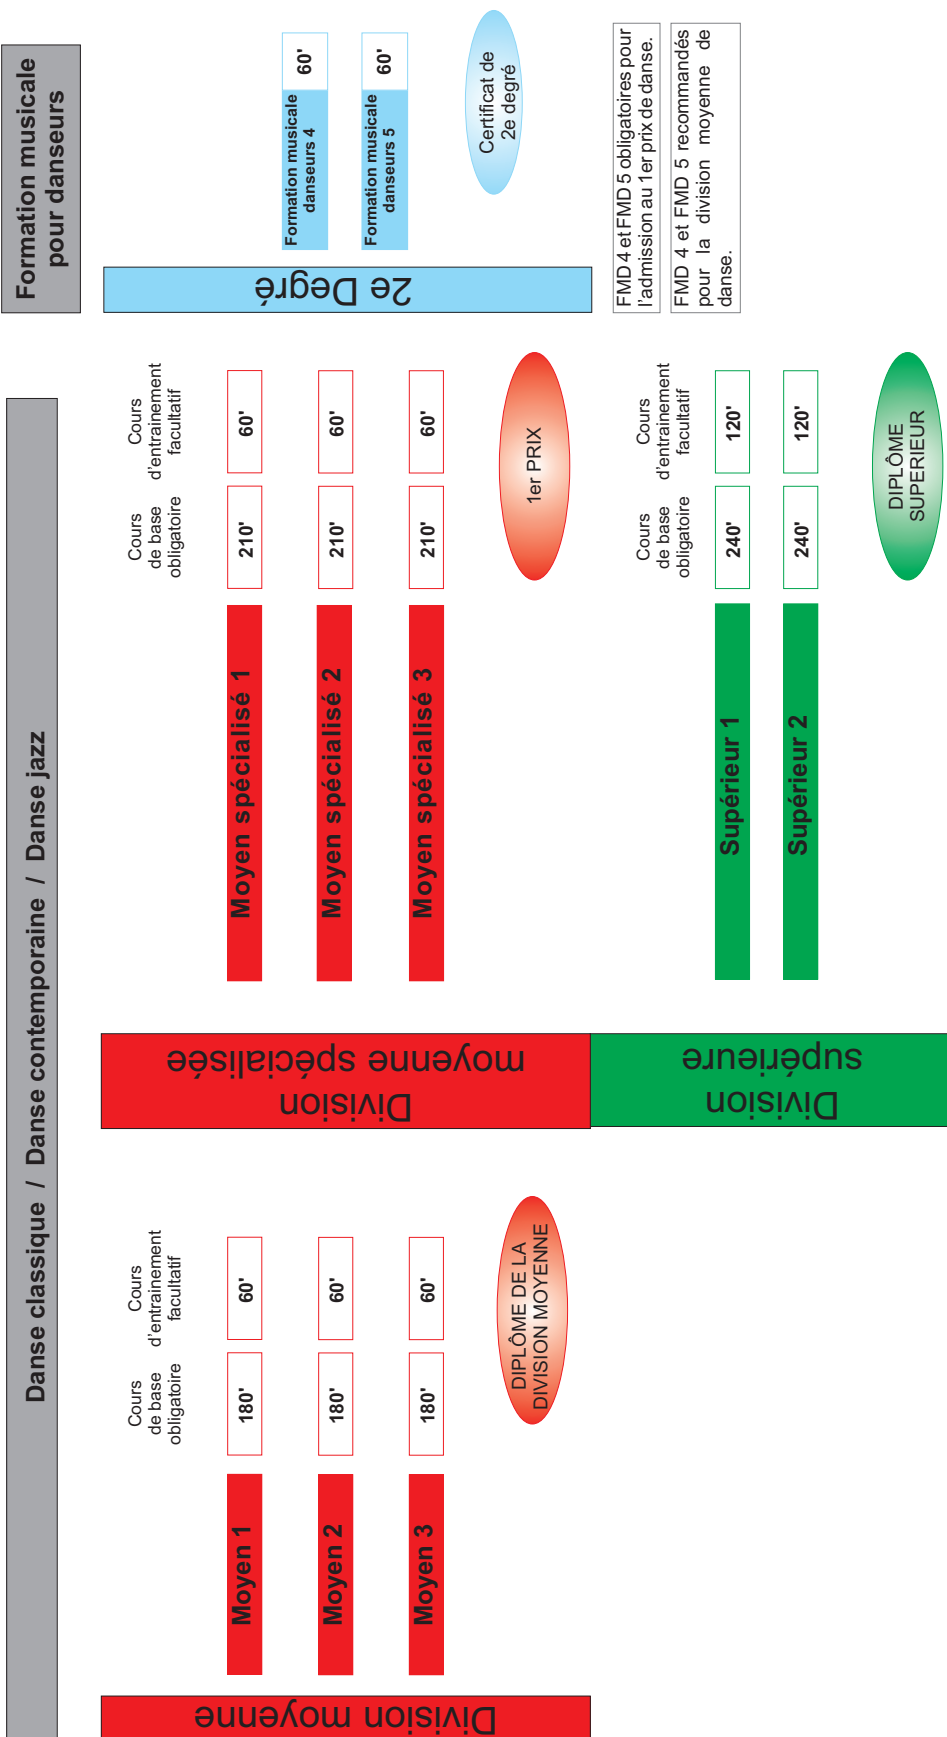 Danse classique / Danse contemporaine / Danse jazz
Formation musicale
pour danseurs
Division moyenne
Cours
de base
obligatoire
Cours
d'entrainement
facultatif
Moyen 1
180'
60'
Moyen 2
180'
60'
Moyen 3
180'
60'
DIPLÔME DE LA
DIVISION MOYENNE
Division
moyenne spécialisée
Cours
de base
obligatoire
Cours
d'entrainement
facultatif
Moyen spécialisé 1
210'
60'
Moyen spécialisé 2
210'
60'
Moyen spécialisé 3
210'
60'
1er PRIX
Division
supérieure
Cours
de base
obligatoire
Cours
d'entrainement
facultatif
Supérieur 1
240'
120'
Supérieur 2
240'
120'
DIPLÔME
SUPERIEUR
2e Degré
Formation musicale
danseurs 4
60'
Formation musicale
danseurs 5
60'
Certificat de
2e degré
FMD 4 et FMD 5 obligatoires pour
l'admission au 1er prix de danse.
FMD 4 et FMD 5 recommandés
pour la division moyenne de
danse.